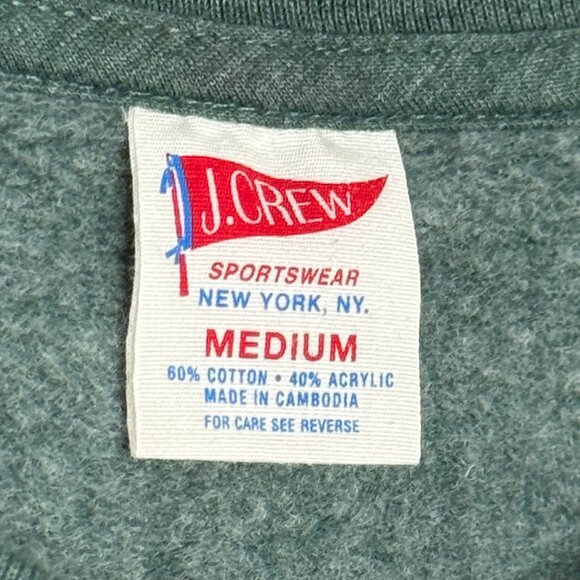 J.CREW
SPORTSWEAR
NEW YORK, NY.
MEDIUM
60% COTTON • 40% ACRYLIC
MADE IN CAMBODIA
FOR CARE SEE REVERSE